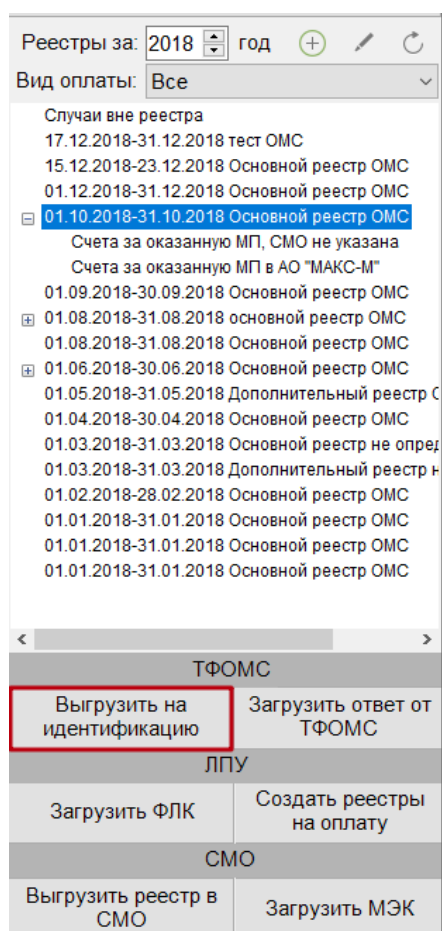 Реестры за: 2018 год
Вид оплаты: Все
Случаи вне реестра
17.12.2018-31.12.2018 тест ОМС
15.12.2018-23.12.2018 Основной реестр ОМС
01.12.2018-31.12.2018 Основной реестр ОМС
01.10.2018-31.10.2018 Основной реестр ОМС
Счета за оказанную МП, СМО не указана
Счета за оказанную МП в АО "МАКС-М"
01.09.2018-30.09.2018 Основной реестр ОМС
01.08.2018-31.08.2018 основной реестр ОМС
01.08.2018-31.08.2018 Основной реестр ОМС
01.06.2018-30.06.2018 Основной реестр ОМС
01.05.2018-31.05.2018 Дополнительный реестр
01.04.2018-30.04.2018 Основной реестр ОМС
01.03.2018-31.03.2018 Основной реестр не опред
01.03.2018-31.03.2018 Дополнительный реестр н
01.02.2018-28.02.2018 Основной реестр ОМС
01.01.2018-31.01.2018 Основной реестр ОМС
01.01.2018-31.01.2018 Основной реестр ОМС
01.01.2018-31.01.2018 Основной реестр ОМС
ТФОМС
Выгрузить на
идентификацию
Загрузить ответ от
ТФОМС
ЛПУ
Загрузить ФЛК
Создать реестры
на оплату
СМО
Выгрузить реестр в
СМО
Загрузить МЭК